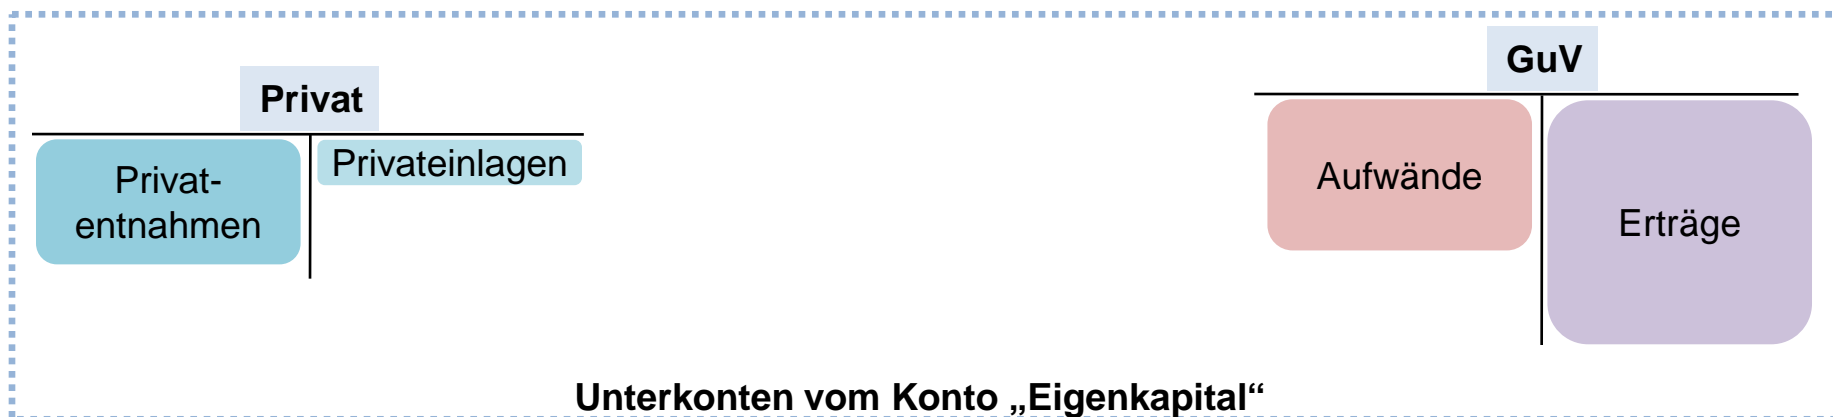 Privat
Privat-
entnahmen
Privateinlagen
GuV
Aufwände
Erträge
Unterkonten vom Konto „Eigenkapital“